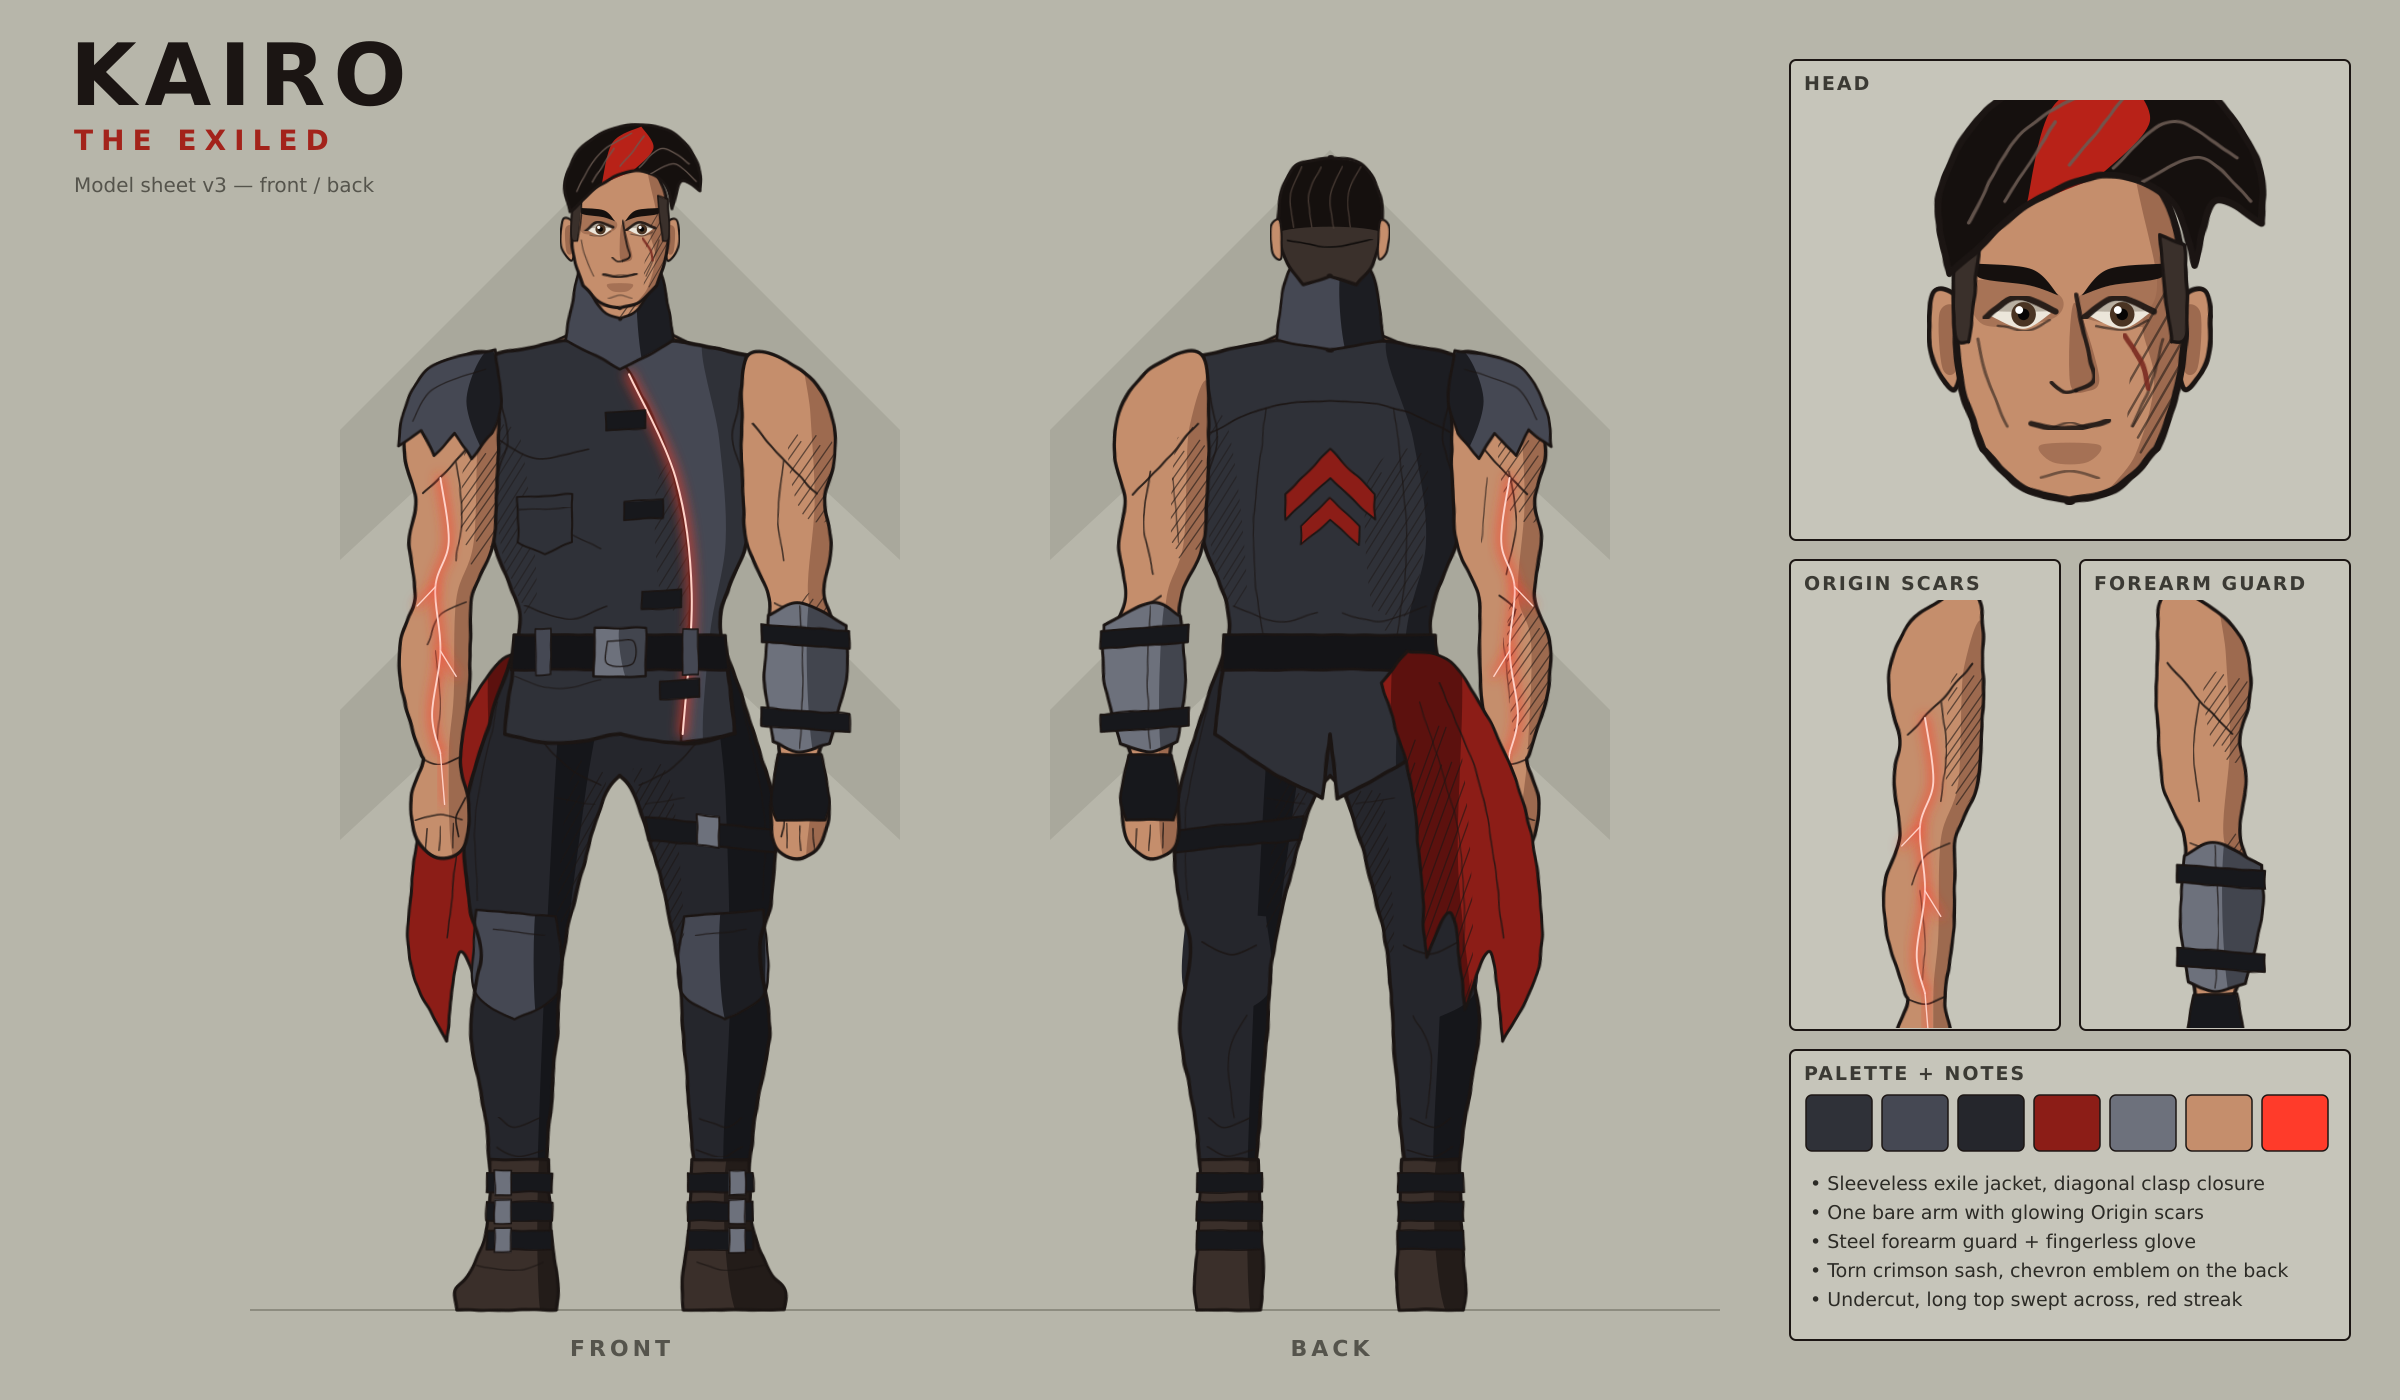 KAIRO
THE EXILED
Model sheet v3 — front / back
FRONT
BACK
HEAD
ORIGIN SCARS
FOREARM GUARD
PALETTE + NOTES
• Sleeveless exile jacket, diagonal clasp closure
• One bare arm with glowing Origin scars
• Steel forearm guard + fingerless glove
• Torn crimson sash, chevron emblem on the back
• Undercut, long top swept across, red streak